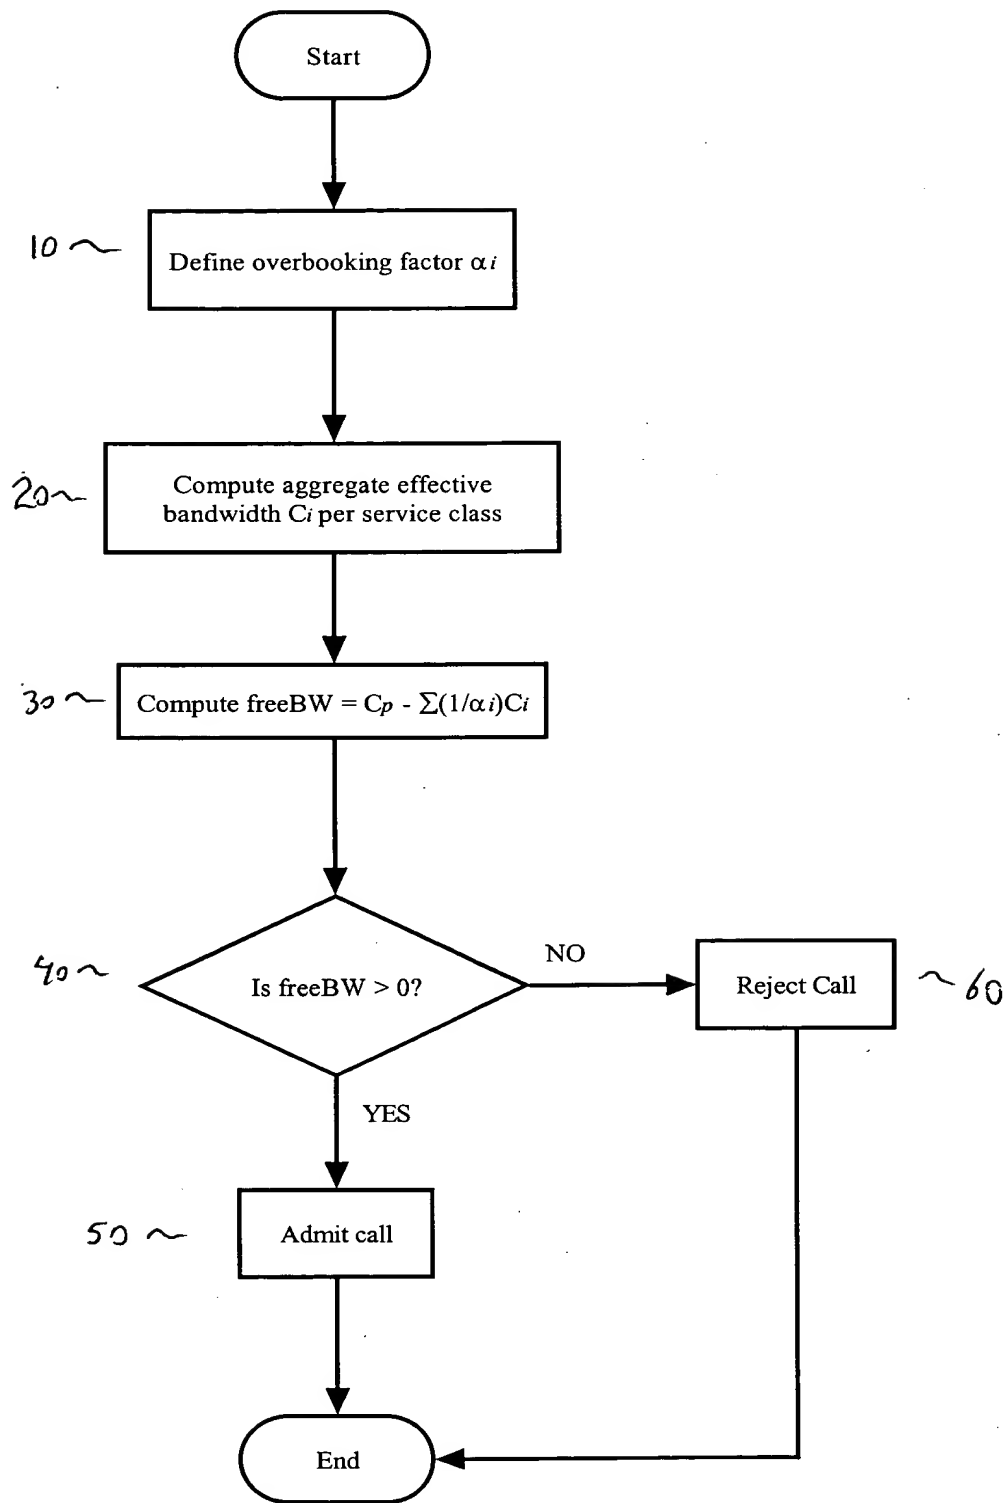 Start
10 ~
Define overbooking factor αi
20~
Compute aggregate effective
bandwidth Ci per service class
30 ~
Compute freeBW = Cp - ∑(1/αi)Ci
40 ~
Is freeBW > 0?
NO
Reject Call
~ 60
YES
50 ~
Admit call
End